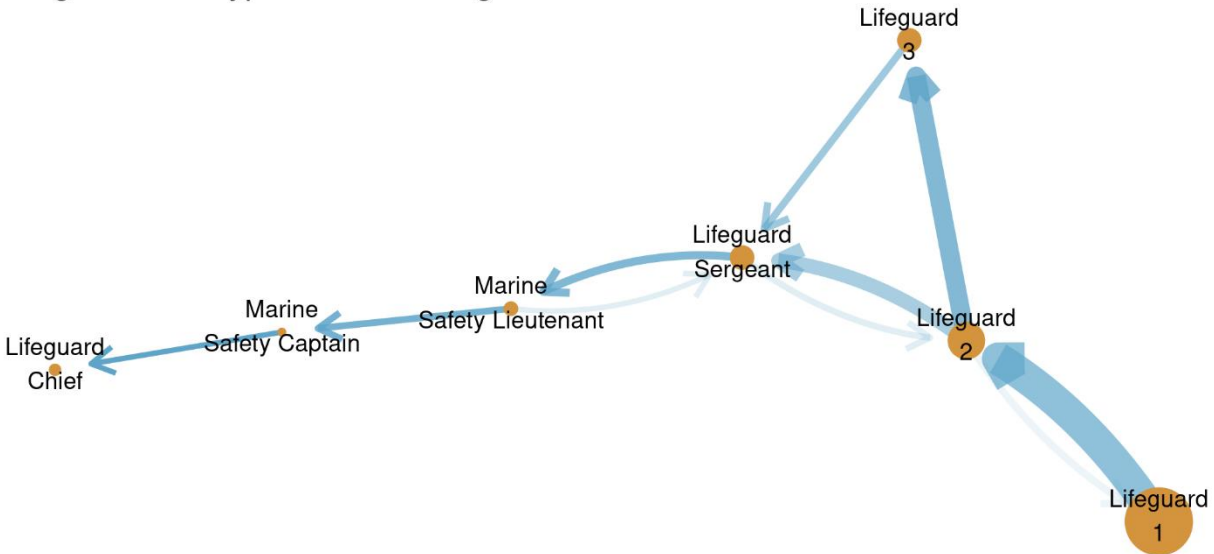 Lifeguard
3
Lifeguard
Sergeant
Marine
Safety Lieutenant
Marine
Safety Captain
Lifeguard
Chief
Lifeguard
2
Lifeguard
1